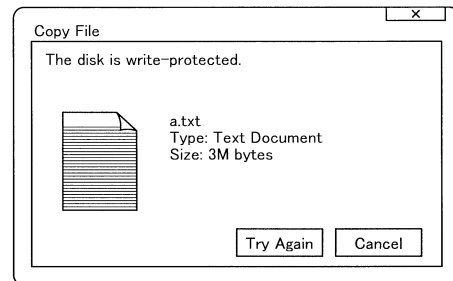 ×
Copy File
The disk is write-protected.
a.txt
Type: Text Document
Size: 3M bytes
Try Again
Cancel